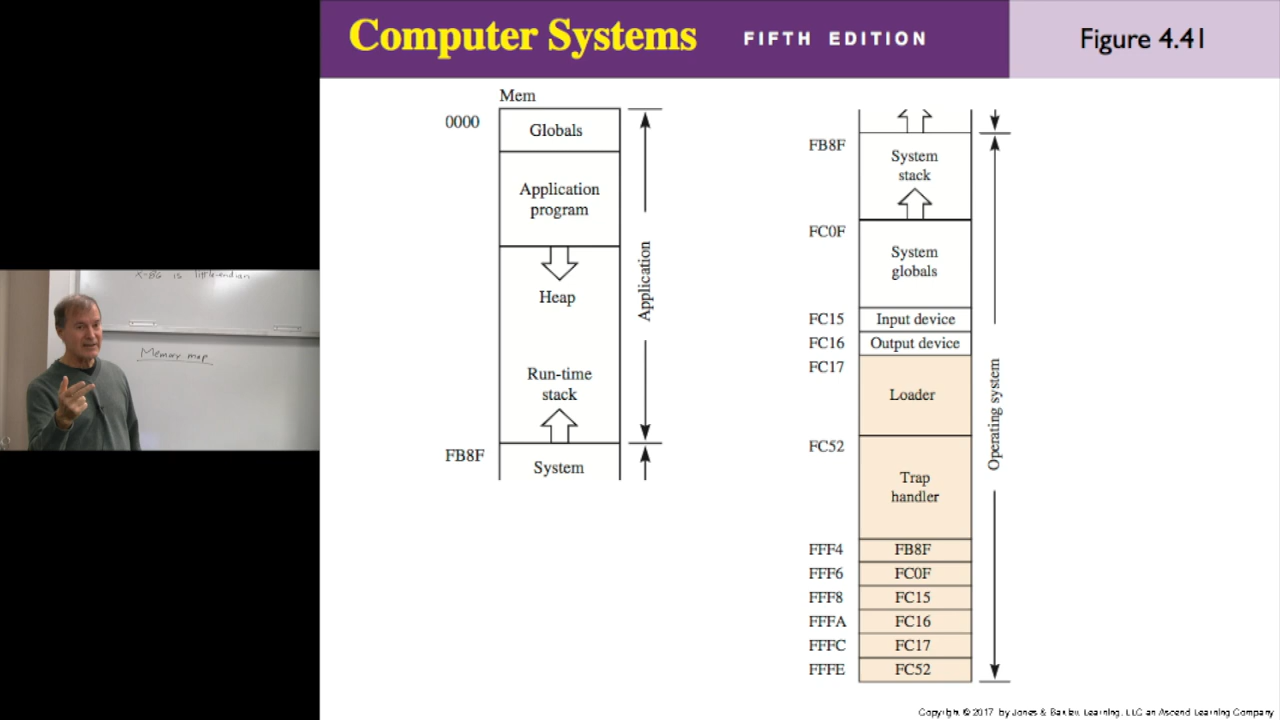 Computer Systems FIFTH EDITION
Figure 4.41
X-86 is little-endian
Memory map
Mem
0000
Globals
Application
program
Heap
Application
Run-time
stack
FB8F
System
FB8F
System
stack
FC0F
System
globals
FC15 Input device
FC16 Output device
FC17
Loader
FC52
Trap
handler
Operating system
FFF4 FB8F
FFF6 FC0F
FFF8 FC15
FFFA FC16
FFFC FC17
FFFE FC52
Copyright © 2017 by Jones & Bartlett Learning, LLC an Ascend Learning Company